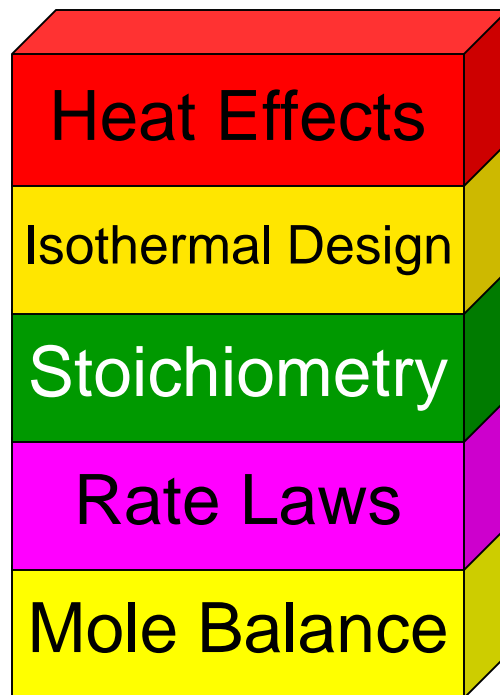 Heat Effects
Isothermal Design
Stoichiometry
Rate Laws
Mole Balance